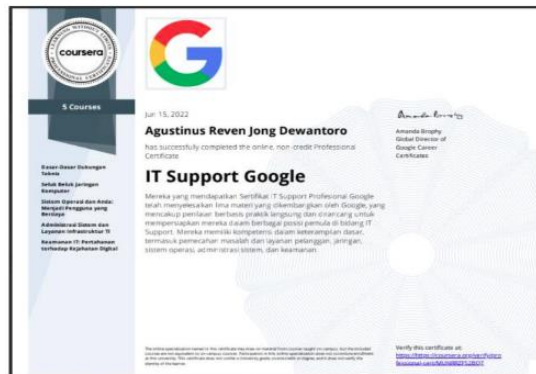 coursera
5 Courses
Dasar-Dasar Dukungan
Teknis
Seluk Beluk Jaringan
Komputer
Sistem Operasi dan Anda:
Menjadi Pengguna yang
Berdaya
Administrasi Sistem dan
Layanan Infrastruktur TI
Keamanan IT: Pertahanan
terhadap Kejahatan Digital
Jun 15, 2022
Agustinus Reven Jong Dewantoro
has successfully completed the online, non-credit Professional
Certificate
IT Support Google
Mereka yang mendapatkan Sertifikat IT Support Profesional Google
telah menyelesaikan lima materi yang dikembangkan oleh Google, yang
mencakup penilaian berbasis praktik langsung dan dirancang untuk
mempersiapkan mereka dalam berbagai posisi pemula di bidang IT
Support. Mereka memiliki kompetensi dalam keterampilan dasar,
termasuk pemecahan masalah dan layanan pelanggan, jaringan,
sistem operasi, administrasi sistem, dan keamanan.
Amanda Brophy
Global Director of
Google Career
Certificates
Verify this certificate at: